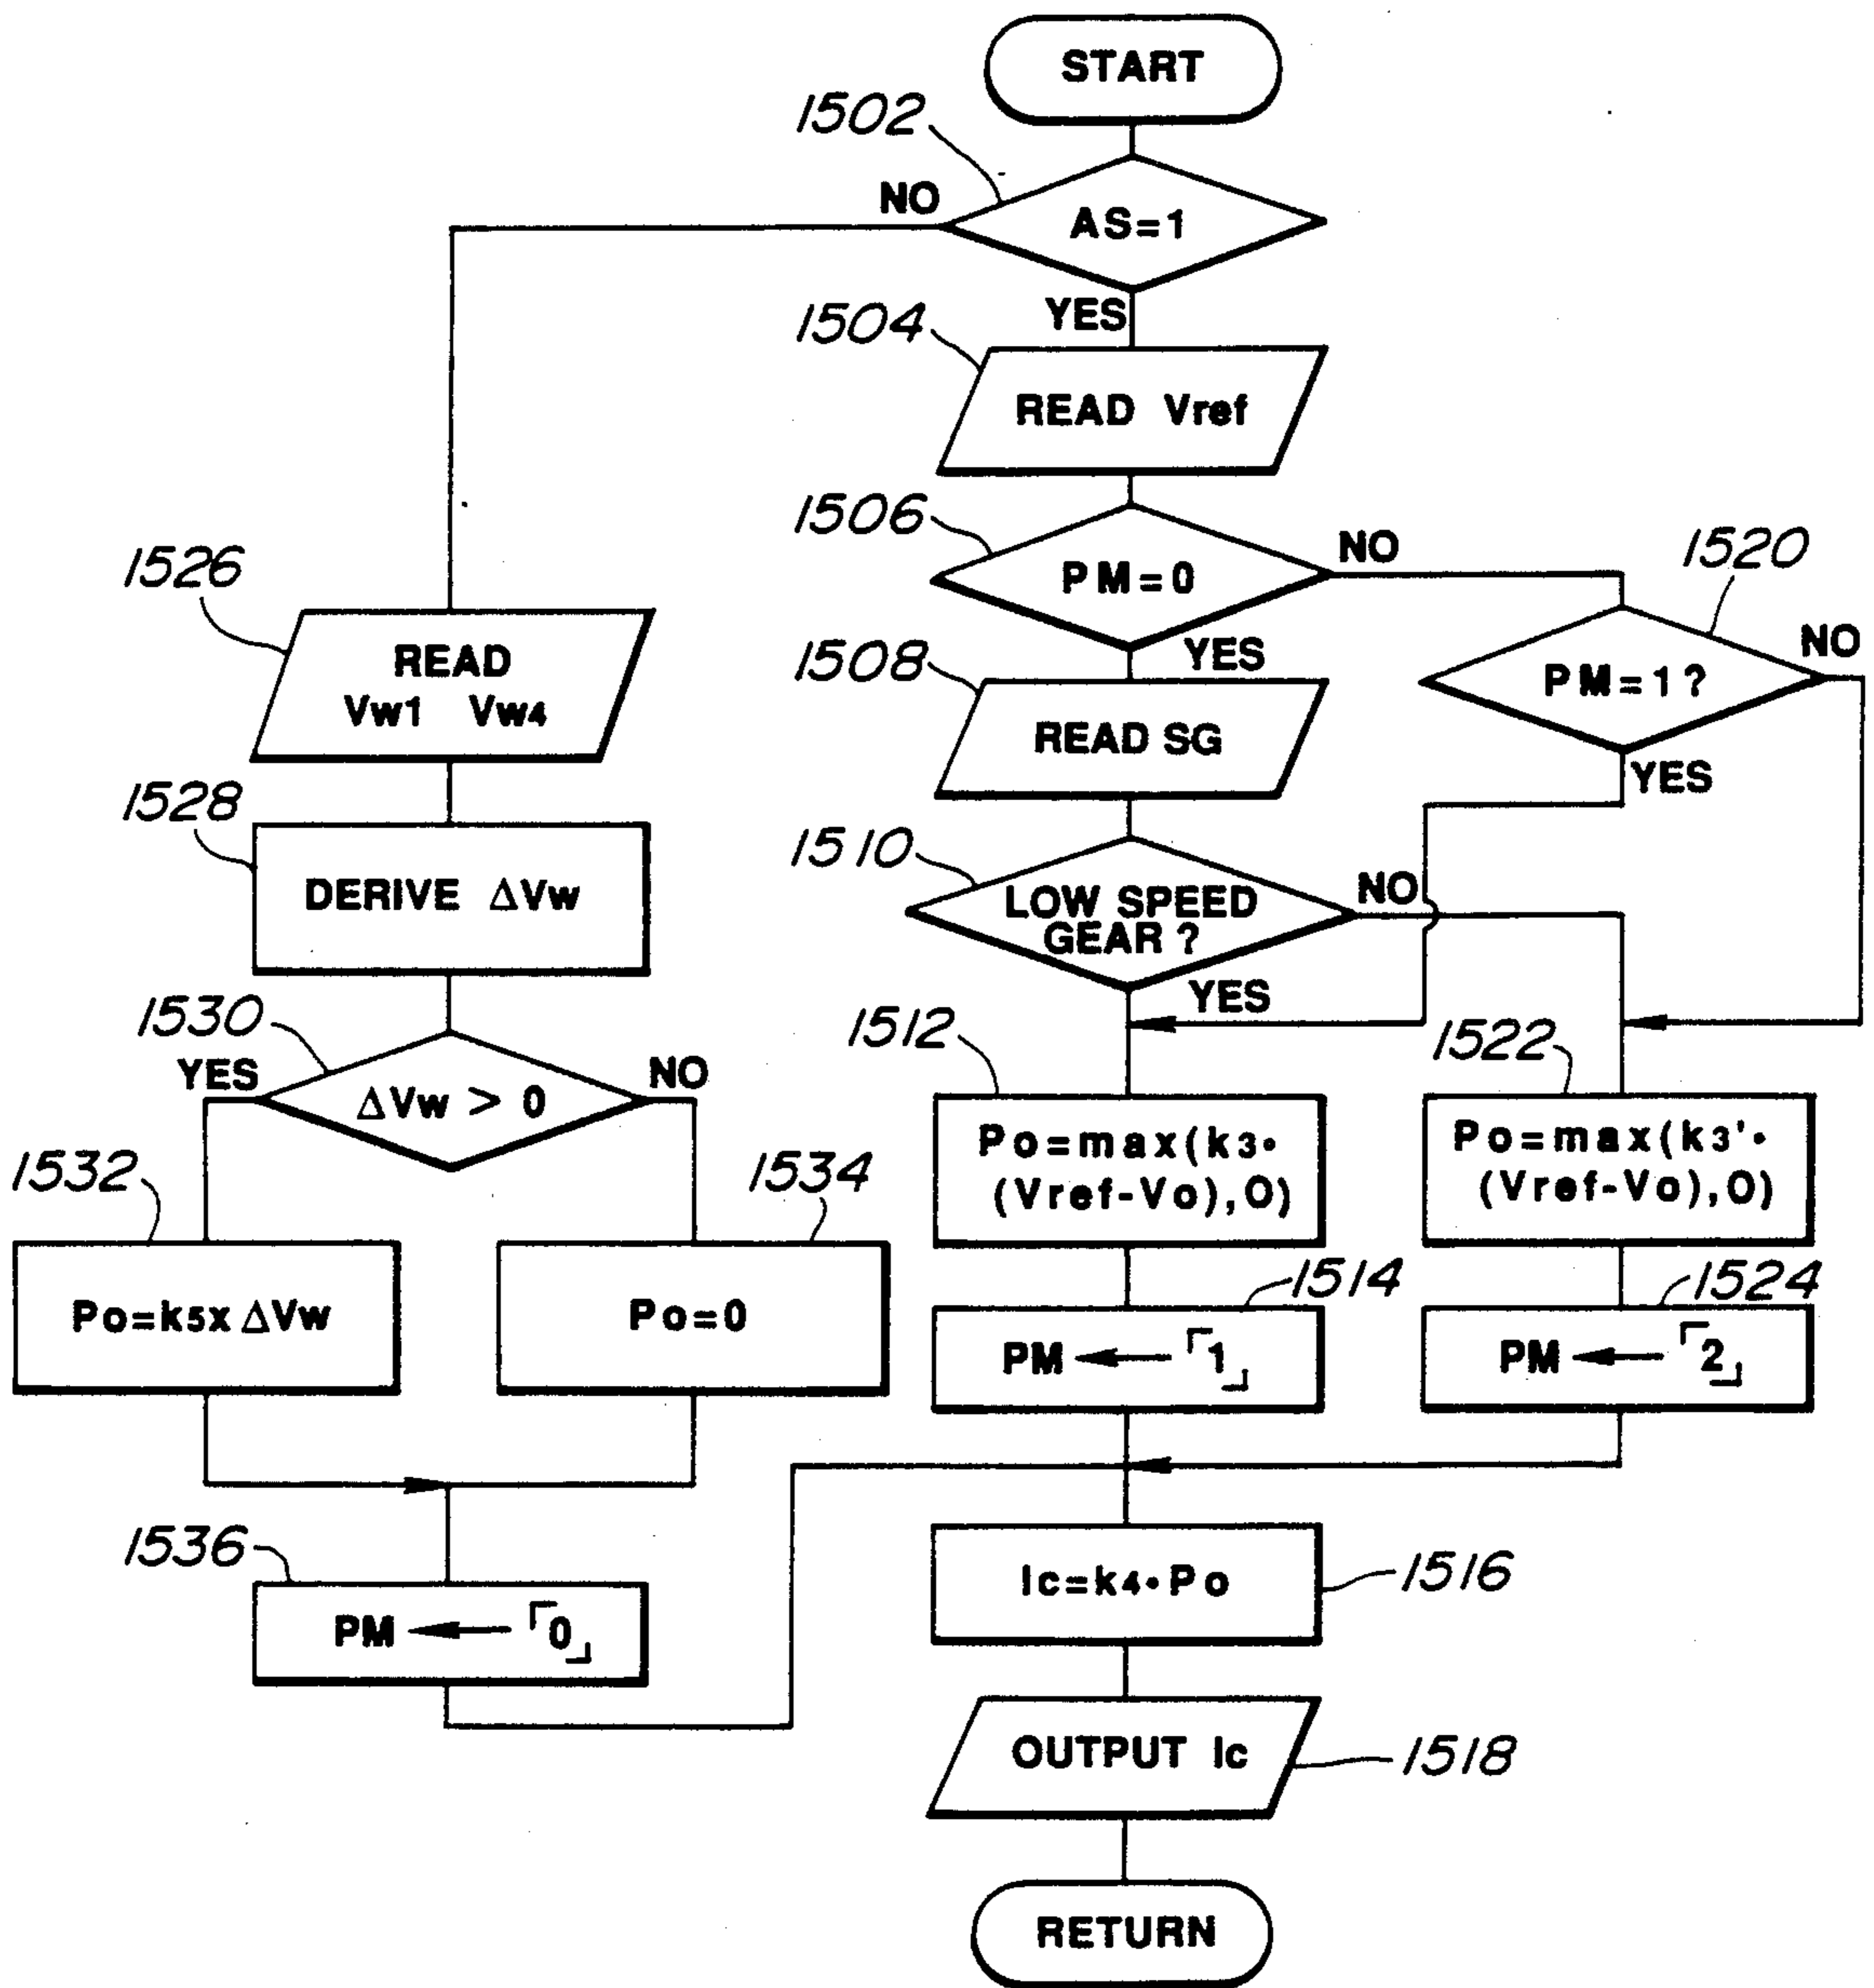 START
1502
NO
AS=1
YES
1504
READ Vref
1506
PM=0
NO
1520
1526
READ
Vw1 Vw4
YES
1508
READ SG
PM=1?
NO
YES
1528
DERIVE ΔVw
1510
LOW SPEED
GEAR?
NO
YES
1530
YES
ΔVw > 0
NO
1512
Po=max(k3·
(Vref-Vo),0)
1522
Po=max(k3'·
(Vref-Vo),0)
1532
Po=k5xΔVw
1534
Po=0
1514
PM ← 「1」
1524
PM ← 「2」
1536
PM ← 「0」
Ic=k4·Po
1516
OUTPUT Ic
1518
RETURN